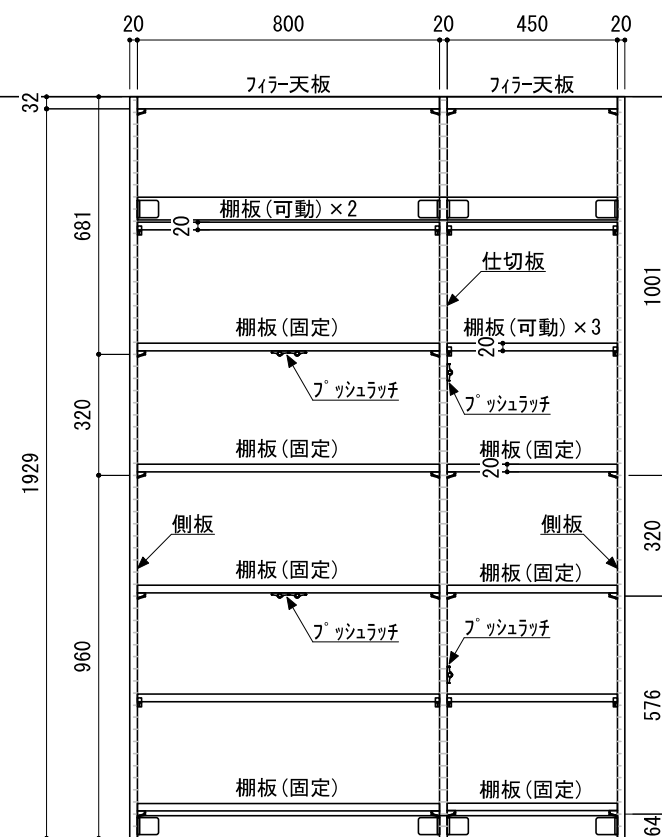 20 800 20 450 20
フィラー天板 フィラー天板
32
棚板(可動)×2
20
681
仕切板
1001
棚板(固定) 棚板(可動)×3
20
プッシュラッチ プッシュラッチ
320
1929
棚板(固定) 棚板(固定)
20
側板 側板
320
棚板(固定) 棚板(固定)
プッシュラッチ プッシュラッチ
960
576
棚板(固定) 棚板(固定)
64